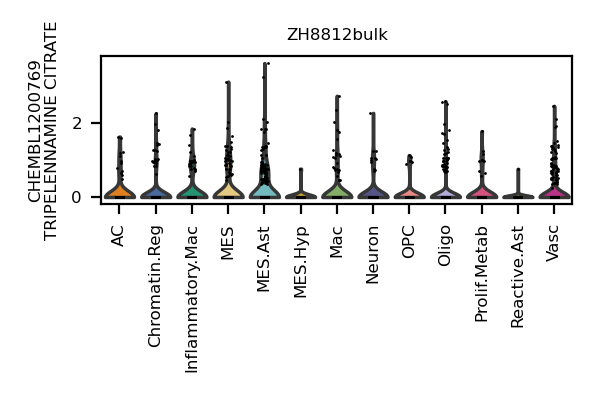 ZH8812bulk
CHEMBL1200769
TRIPELENNAMINE CITRATE
2
0
AC
Chromatin.Reg
Inflammatory.Mac
MES
MES.Ast
MES.Hyp
Mac
Neuron
OPC
Oligo
Prolif.Metab
Reactive.Ast
Vasc